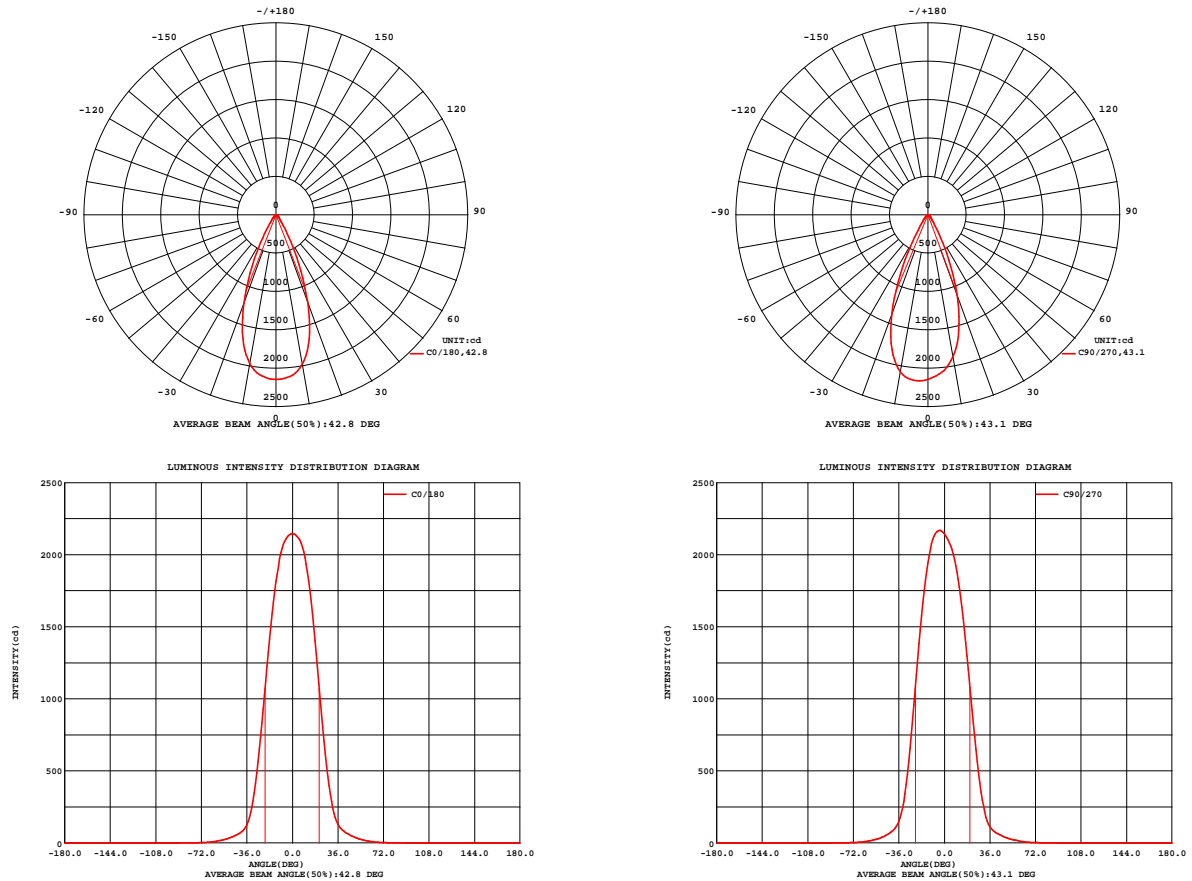 -/+180
-150
150
-120
120
-90
90
0
500
1000
1500
2000
2500
-60
60
-30
30
0
UNIT:cd
C0/180,42.8
AVERAGE BEAM ANGLE(50%):42.8 DEG
-/+180
-150
150
-120
120
-90
90
0
500
1000
1500
2000
2500
-60
60
-30
30
0
UNIT:cd
C90/270,43.1
AVERAGE BEAM ANGLE(50%):43.1 DEG
LUMINOUS INTENSITY DISTRIBUTION DIAGRAM
C0/180
INTENSITY(cd)
2500
2000
1500
1000
500
0
-180.0 -144.0 -108.0 -72.0 -36.0 0.0 36.0 72.0 108.0 144.0 180.0
ANGLE(DEG)
AVERAGE BEAM ANGLE(50%):42.8 DEG
LUMINOUS INTENSITY DISTRIBUTION DIAGRAM
C90/270
INTENSITY(cd)
2500
2000
1500
1000
500
0
-180.0 -144.0 -108.0 -72.0 -36.0 0.0 36.0 72.0 108.0 144.0 180.0
ANGLE(DEG)
AVERAGE BEAM ANGLE(50%):43.1 DEG